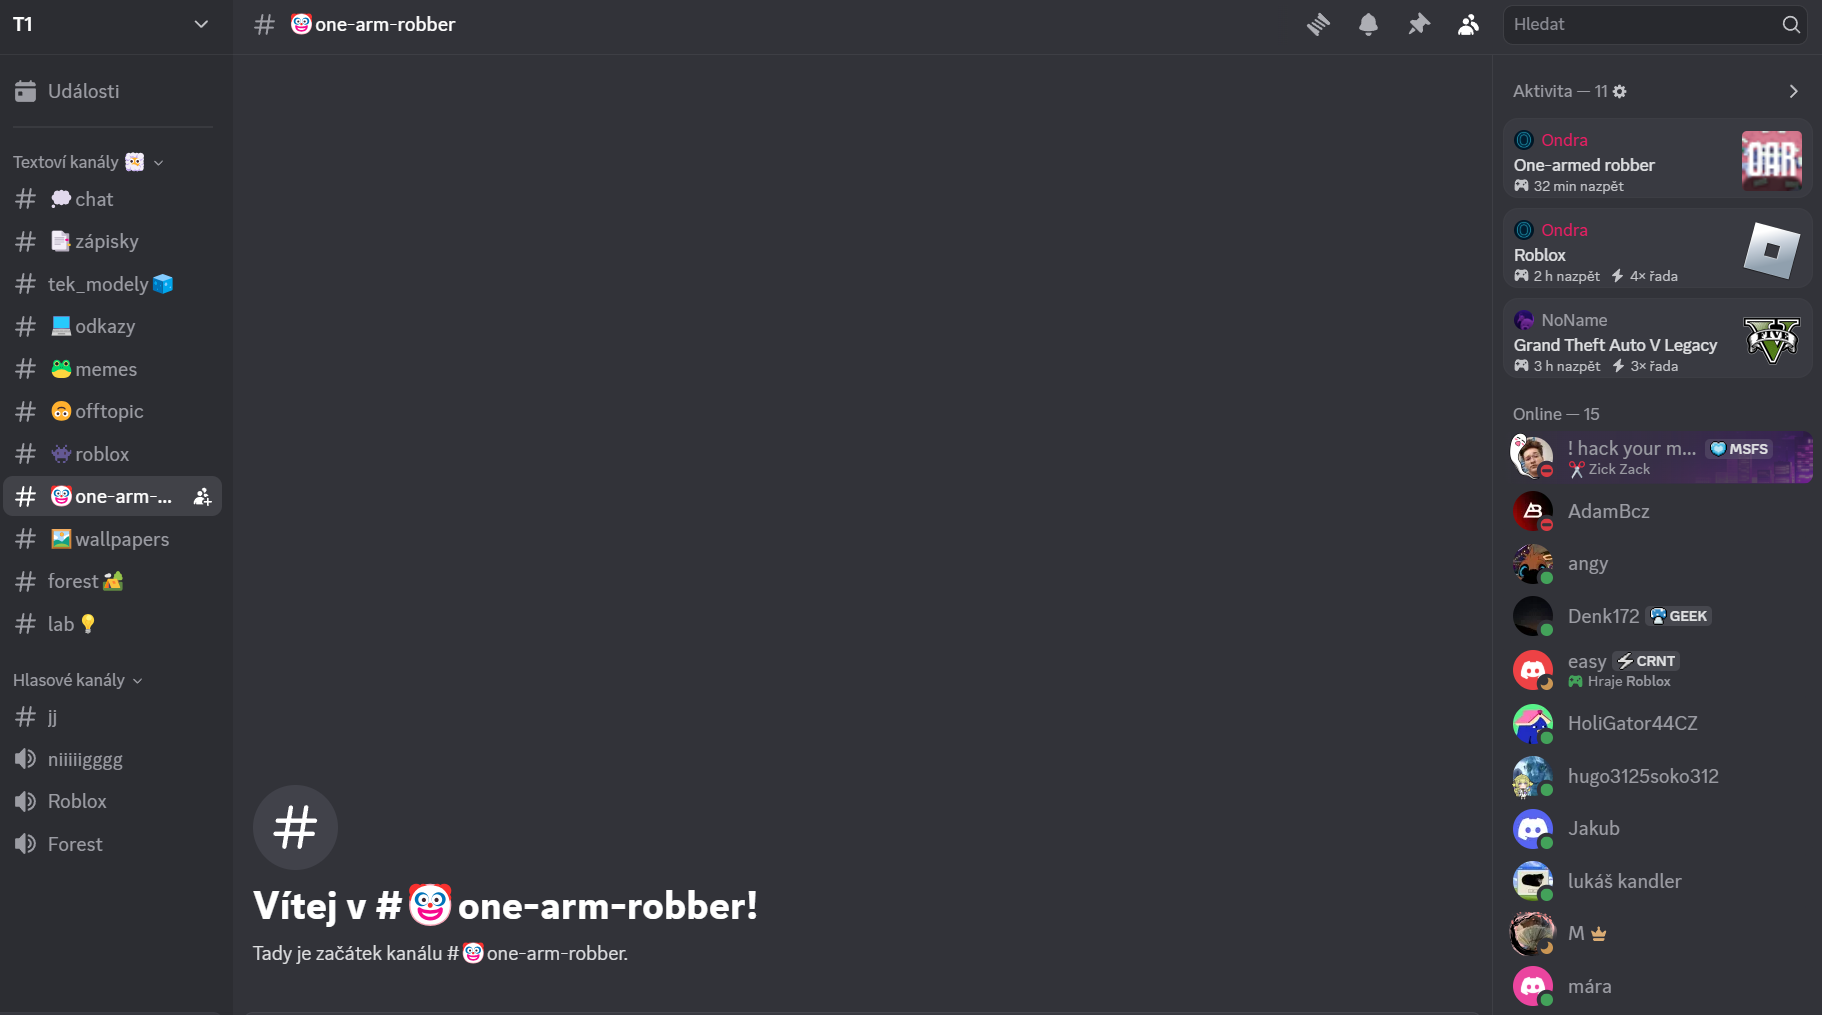 T1
Události
Textoví kanály
chat
zápisky
tek_modely
odkazy
memes
offtopic
roblox
one-arm-...
wallpapers
forest
lab
Hlasové kanály
jj
niiiiigggg
Roblox
Forest
# 🤡one-arm-robber
Vítej v #🤡one-arm-robber!
Tady je začátek kanálu #🤡one-arm-robber.
Hledat
Aktivita — 11
Ondra
One-armed robber
32 min nazpět
OAR
Ondra
Roblox
2 h nazpět 4× řada
NoName
Grand Theft Auto V Legacy
3 h nazpět 3× řada
FIVE
Online — 15
! hack your m... MSFS
Zick Zack
AdamBcz
angy
Denk172 GEEK
easy CRNT
Hraje Roblox
HoliGator44CZ
hugo3125soko312
Jakub
lukáš kandler
M
mára